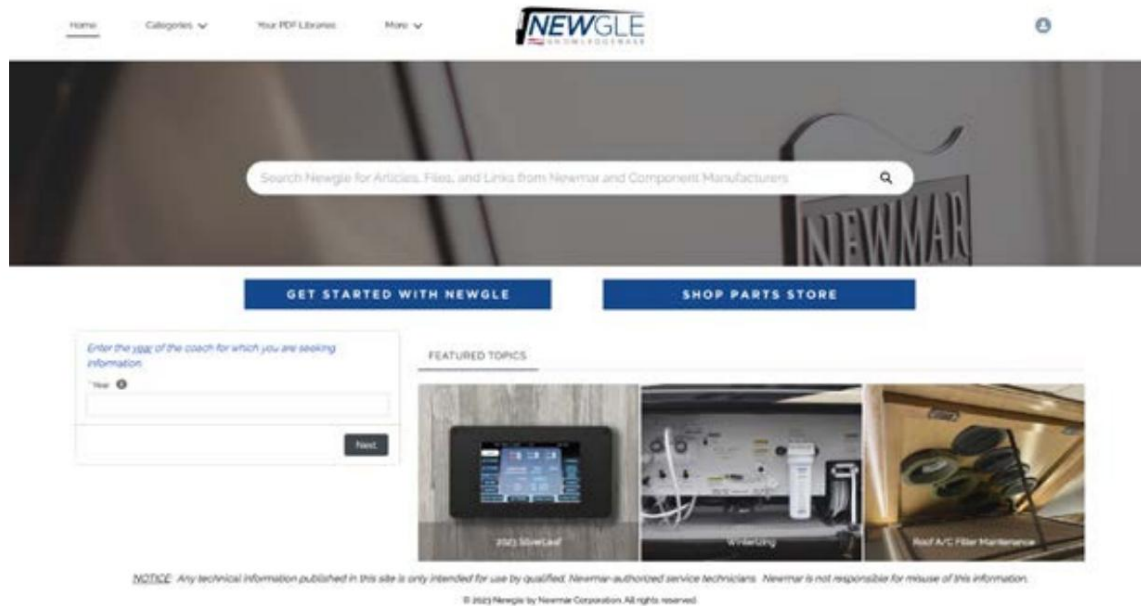 Home
Categories
Your PDF Libraries
More
NEWGLE
KNOWLEDGEBASE
Search Newgle for Articles, Files, and Links from Newmar and Component Manufacturers
NEWMAR
GET STARTED WITH NEWGLE
SHOP PARTS STORE
Enter the year of the coach for which you are seeking
information.
* Year
Next
FEATURED TOPICS
2023 SilverLeaf
Winterizing
Roof A/C Filter Maintenance
NOTICE: Any technical information published in this site is only intended for use by qualified, Newmar-authorized service technicians. Newmar is not responsible for misuse of this information.
© 2023 Newgle by Newmar Corporation. All rights reserved.